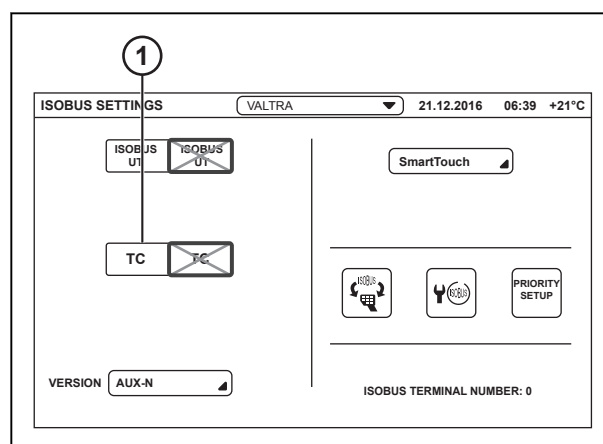 1
ISOBUS SETTINGS VALTRA 21.12.2016 06:39 +21°C
ISOBUS UT
ISOBUS UT
SmartTouch
TC
TC
ISOBUS
ISOBUS
PRIORITY
SETUP
VERSION AUX-N
ISOBUS TERMINAL NUMBER: 0